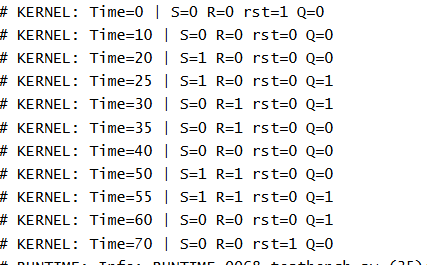 # KERNEL: Time=0 | S=0 R=0 rst=1 Q=0
# KERNEL: Time=10 | S=0 R=0 rst=0 Q=0
# KERNEL: Time=20 | S=1 R=0 rst=0 Q=0
# KERNEL: Time=25 | S=1 R=0 rst=0 Q=1
# KERNEL: Time=30 | S=0 R=1 rst=0 Q=1
# KERNEL: Time=35 | S=0 R=1 rst=0 Q=0
# KERNEL: Time=40 | S=0 R=0 rst=0 Q=0
# KERNEL: Time=50 | S=1 R=1 rst=0 Q=0
# KERNEL: Time=55 | S=1 R=1 rst=0 Q=1
# KERNEL: Time=60 | S=0 R=0 rst=0 Q=1
# KERNEL: Time=70 | S=0 R=0 rst=1 Q=0
# RUNTIME: Info: RUNTIME_0068 testbench.sv (35):